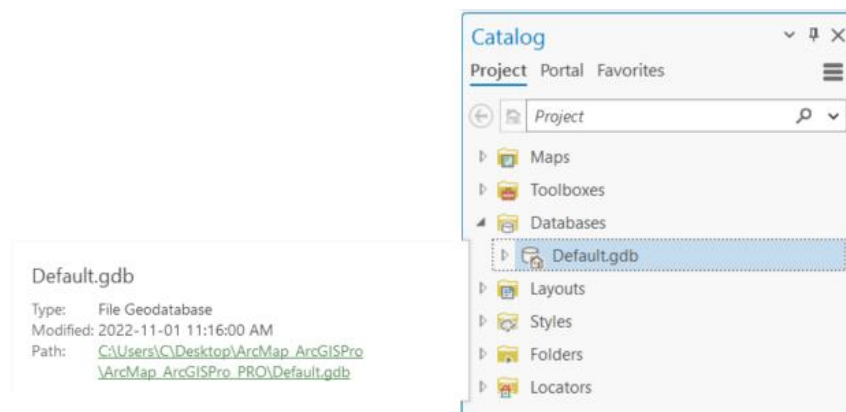 Catalog
Project Portal Favorites
Project
Maps
Toolboxes
Databases
Default.gdb
Layouts
Styles
Folders
Locators
Default.gdb
Type: File Geodatabase
Modified: 2022-11-01 11:16:00 AM
Path: C:\Users\C\Desktop\ArcMap_ArcGISPro
\ArcMap_ArcGISPro_PRO\Default.gdb